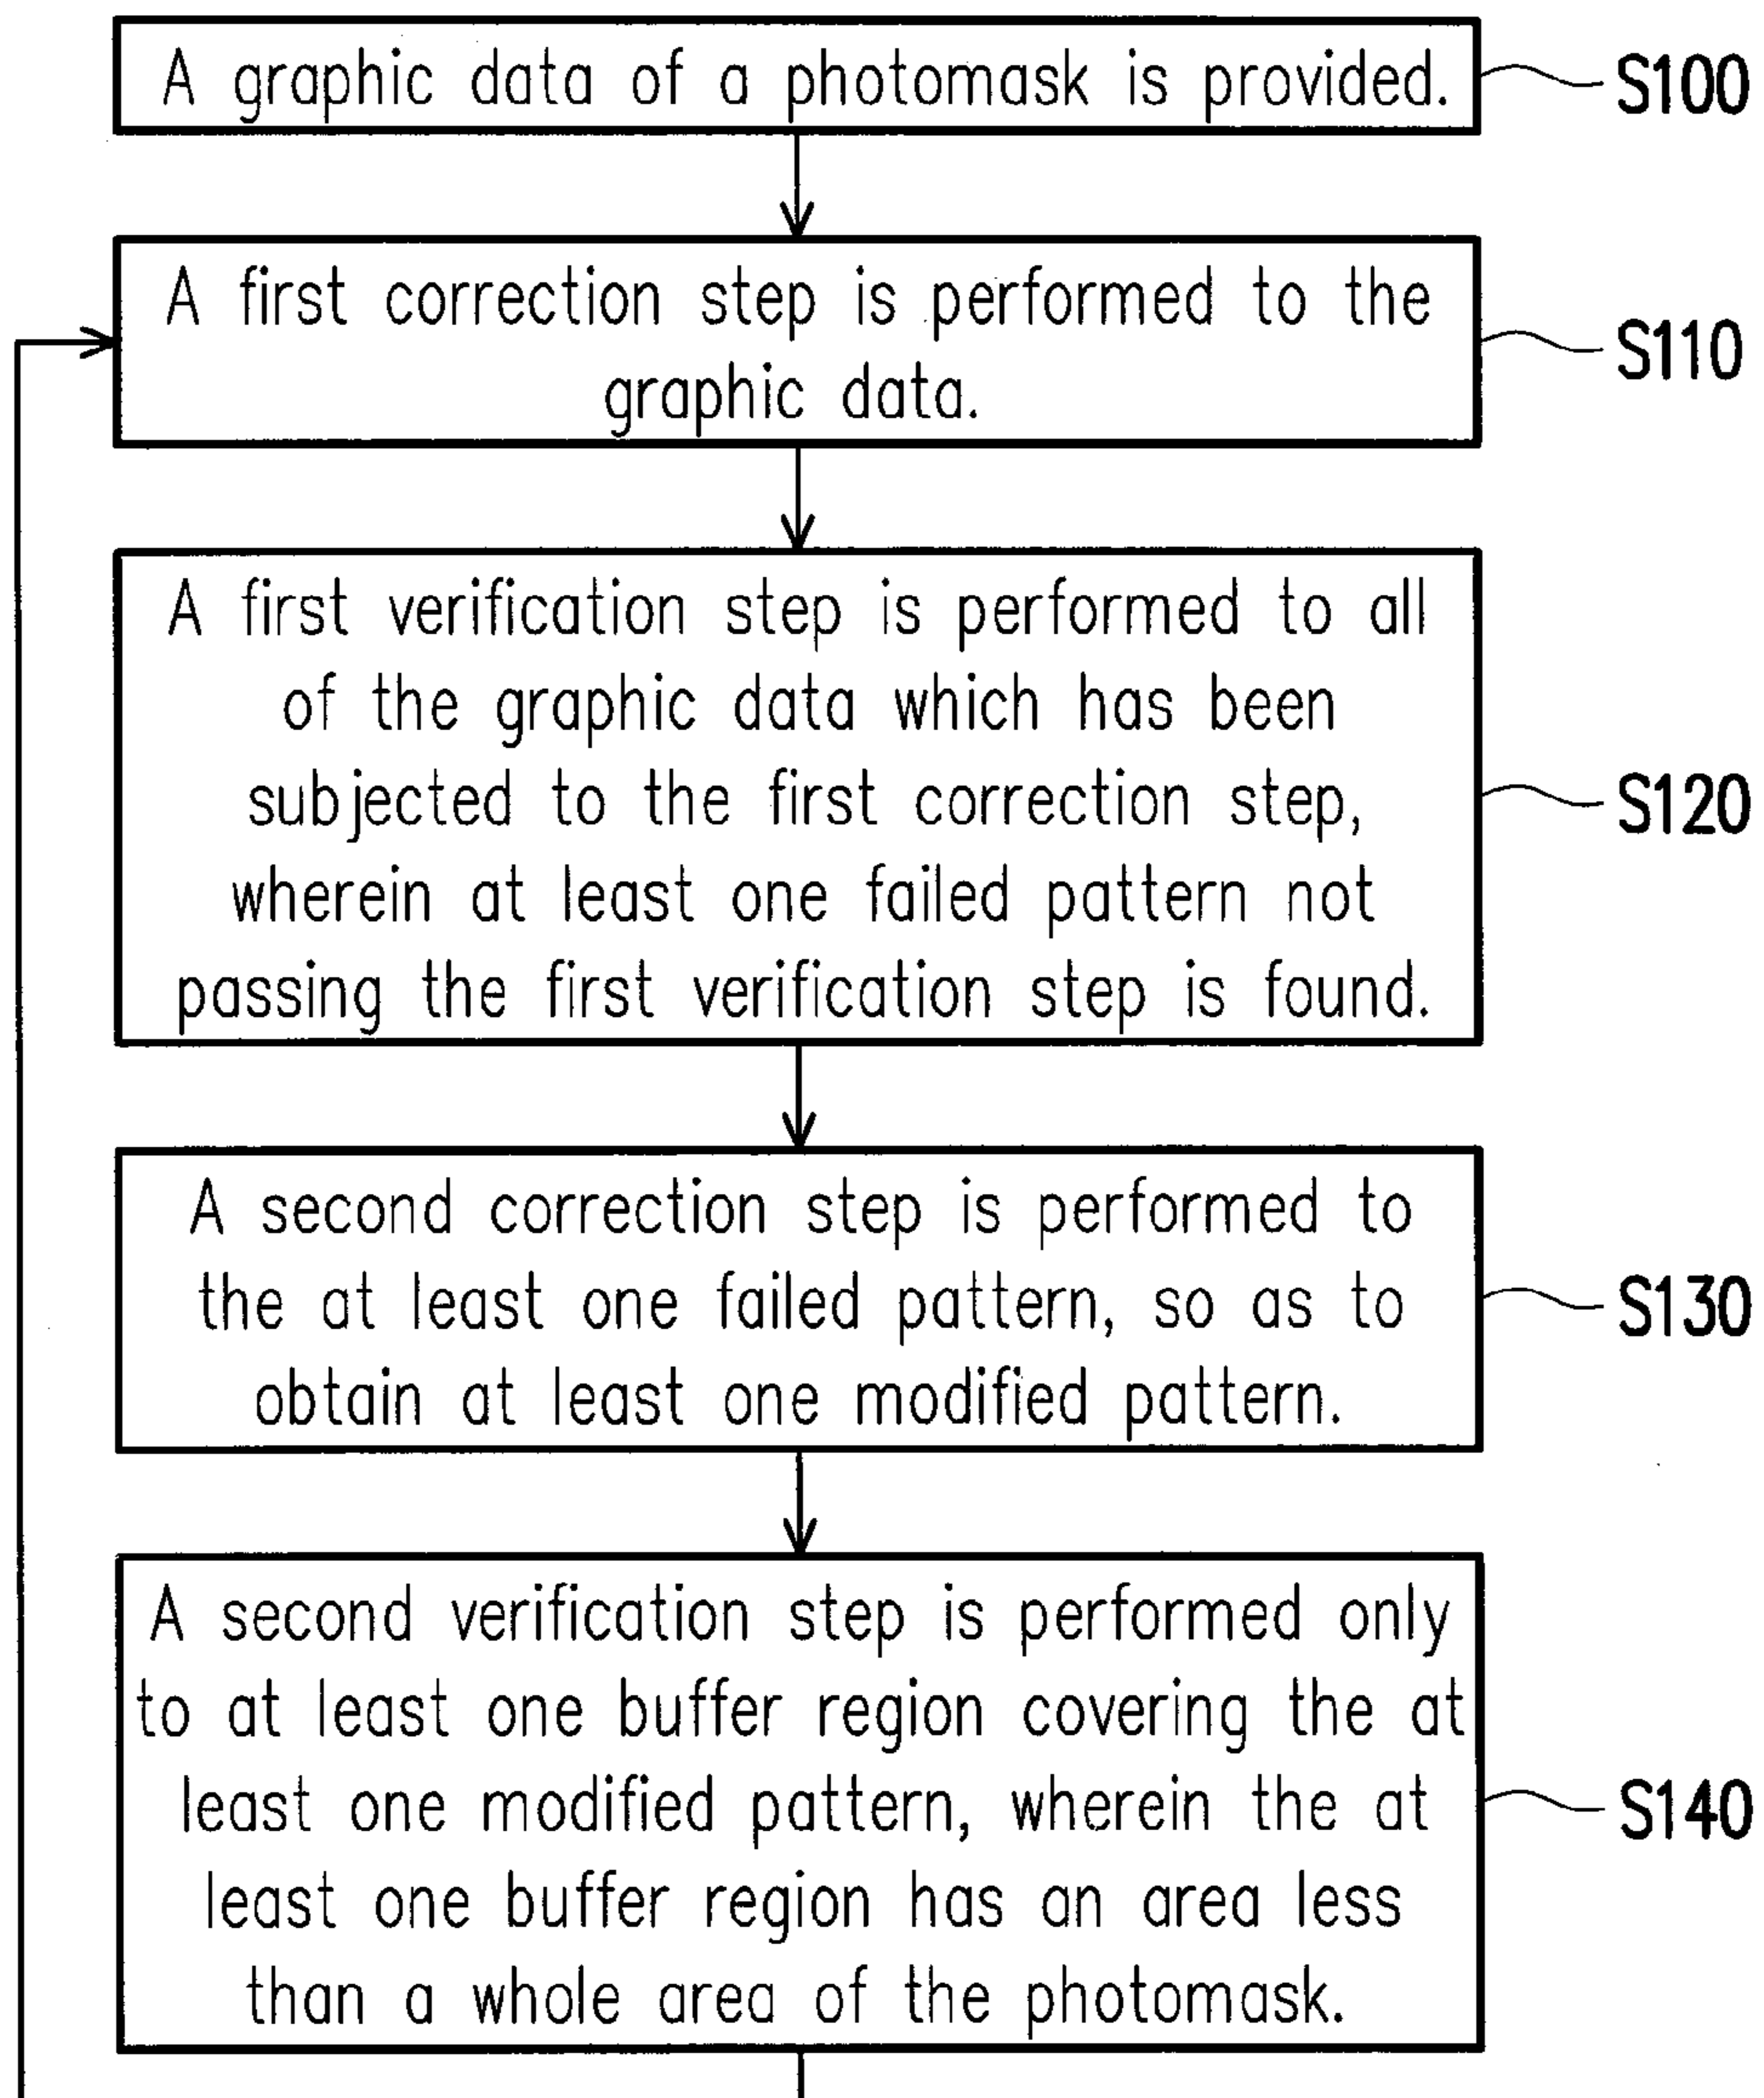 A graphic data of a photomask is provided.
S100
A first correction step is performed to the
graphic data.
S110
A first verification step is performed to all
of the graphic data which has been
subjected to the first correction step,
wherein at least one failed pattern not
passing the first verification step is found.
S120
A second correction step is performed to
the at least one failed pattern, so as to
obtain at least one modified pattern.
S130
A second verification step is performed only
to at least one buffer region covering the at
least one modified pattern, wherein the at
least one buffer region has an area less
than a whole area of the photomask.
S140